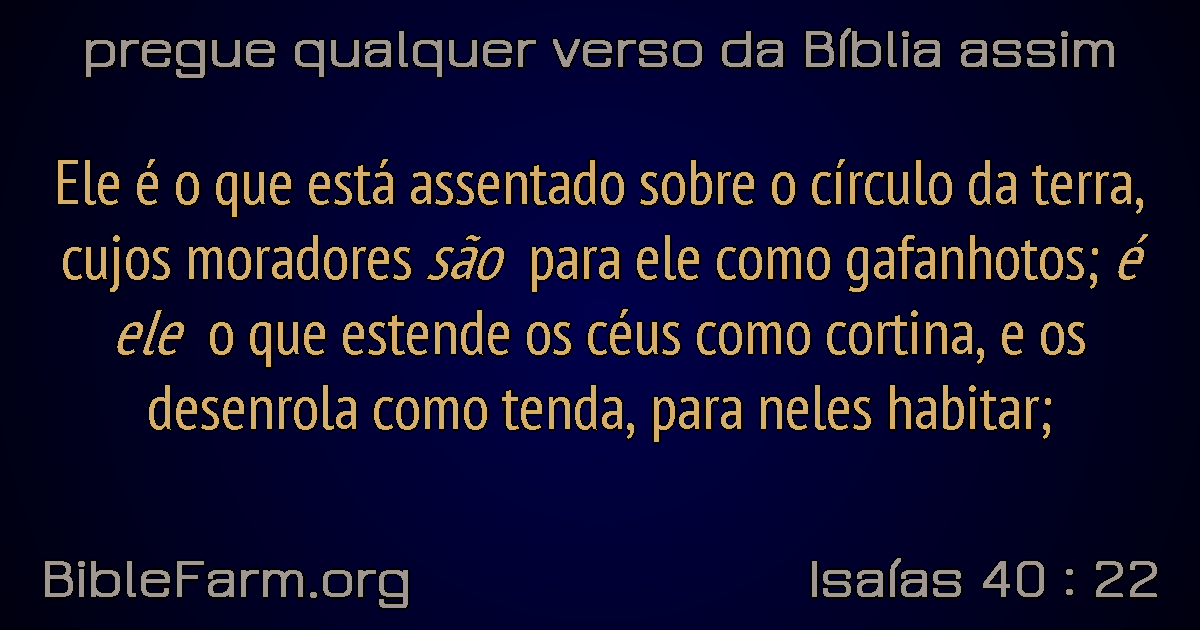 pregue qualquer verso da Bíblia assim
Ele é o que está assentado sobre o círculo da terra,
cujos moradores são para ele como gafanhotos; é
ele o que estende os céus como cortina, e os
desenrola como tenda, para neles habitar;
BibleFarm.org
Isaías 40 : 22